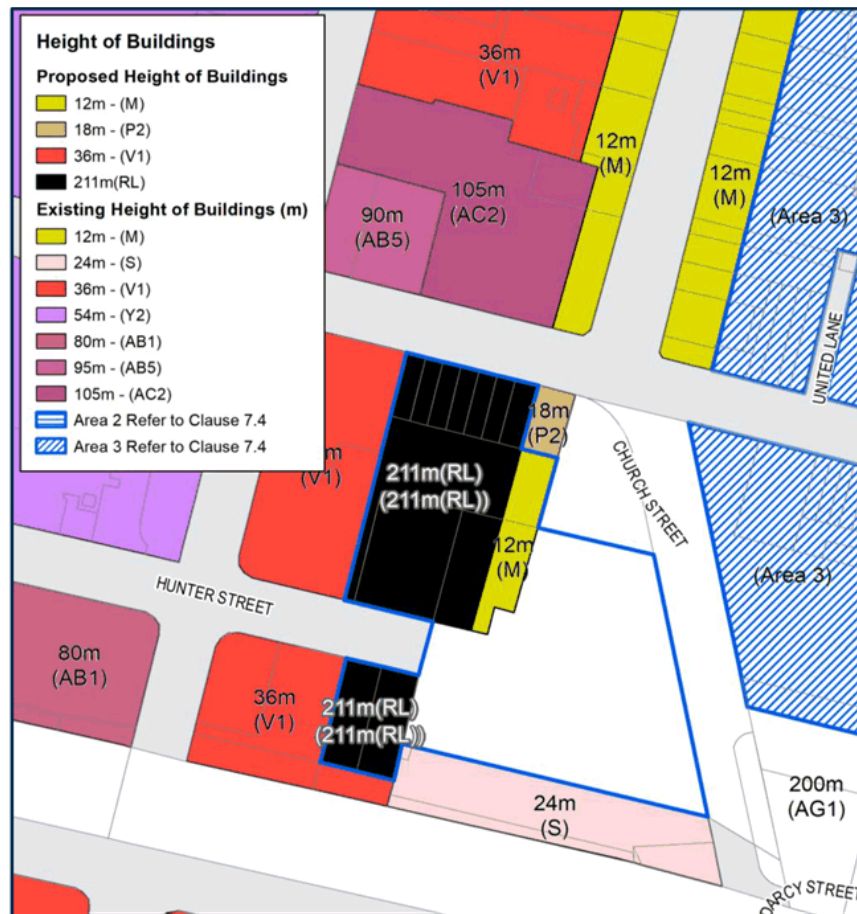 Height of Buildings
Proposed Height of Buildings
12m - (M)
18m - (P2)
36m - (V1)
211m(RL)
Existing Height of Buildings (m)
12m - (M)
24m - (S)
36m - (V1)
54m - (Y2)
80m - (AB1)
95m - (AB5)
105m - (AC2)
Area 2 Refer to Clause 7.4
Area 3 Refer to Clause 7.4
36m
(V1)
12m
(M)
12m
(M)
(Area 3)
105m
(AC2)
90m
(AB5)
UNITED LANE
18m
(P2)
CHURCH STREET
m
(V1)
211m(RL)
(211m(RL))
12m
(M)
(Area 3)
HUNTER STREET
80m
(AB1)
36m
(V1)
211m(RL)
(211m(RL))
24m
(S)
200m
(AG1)
DARCY STREET